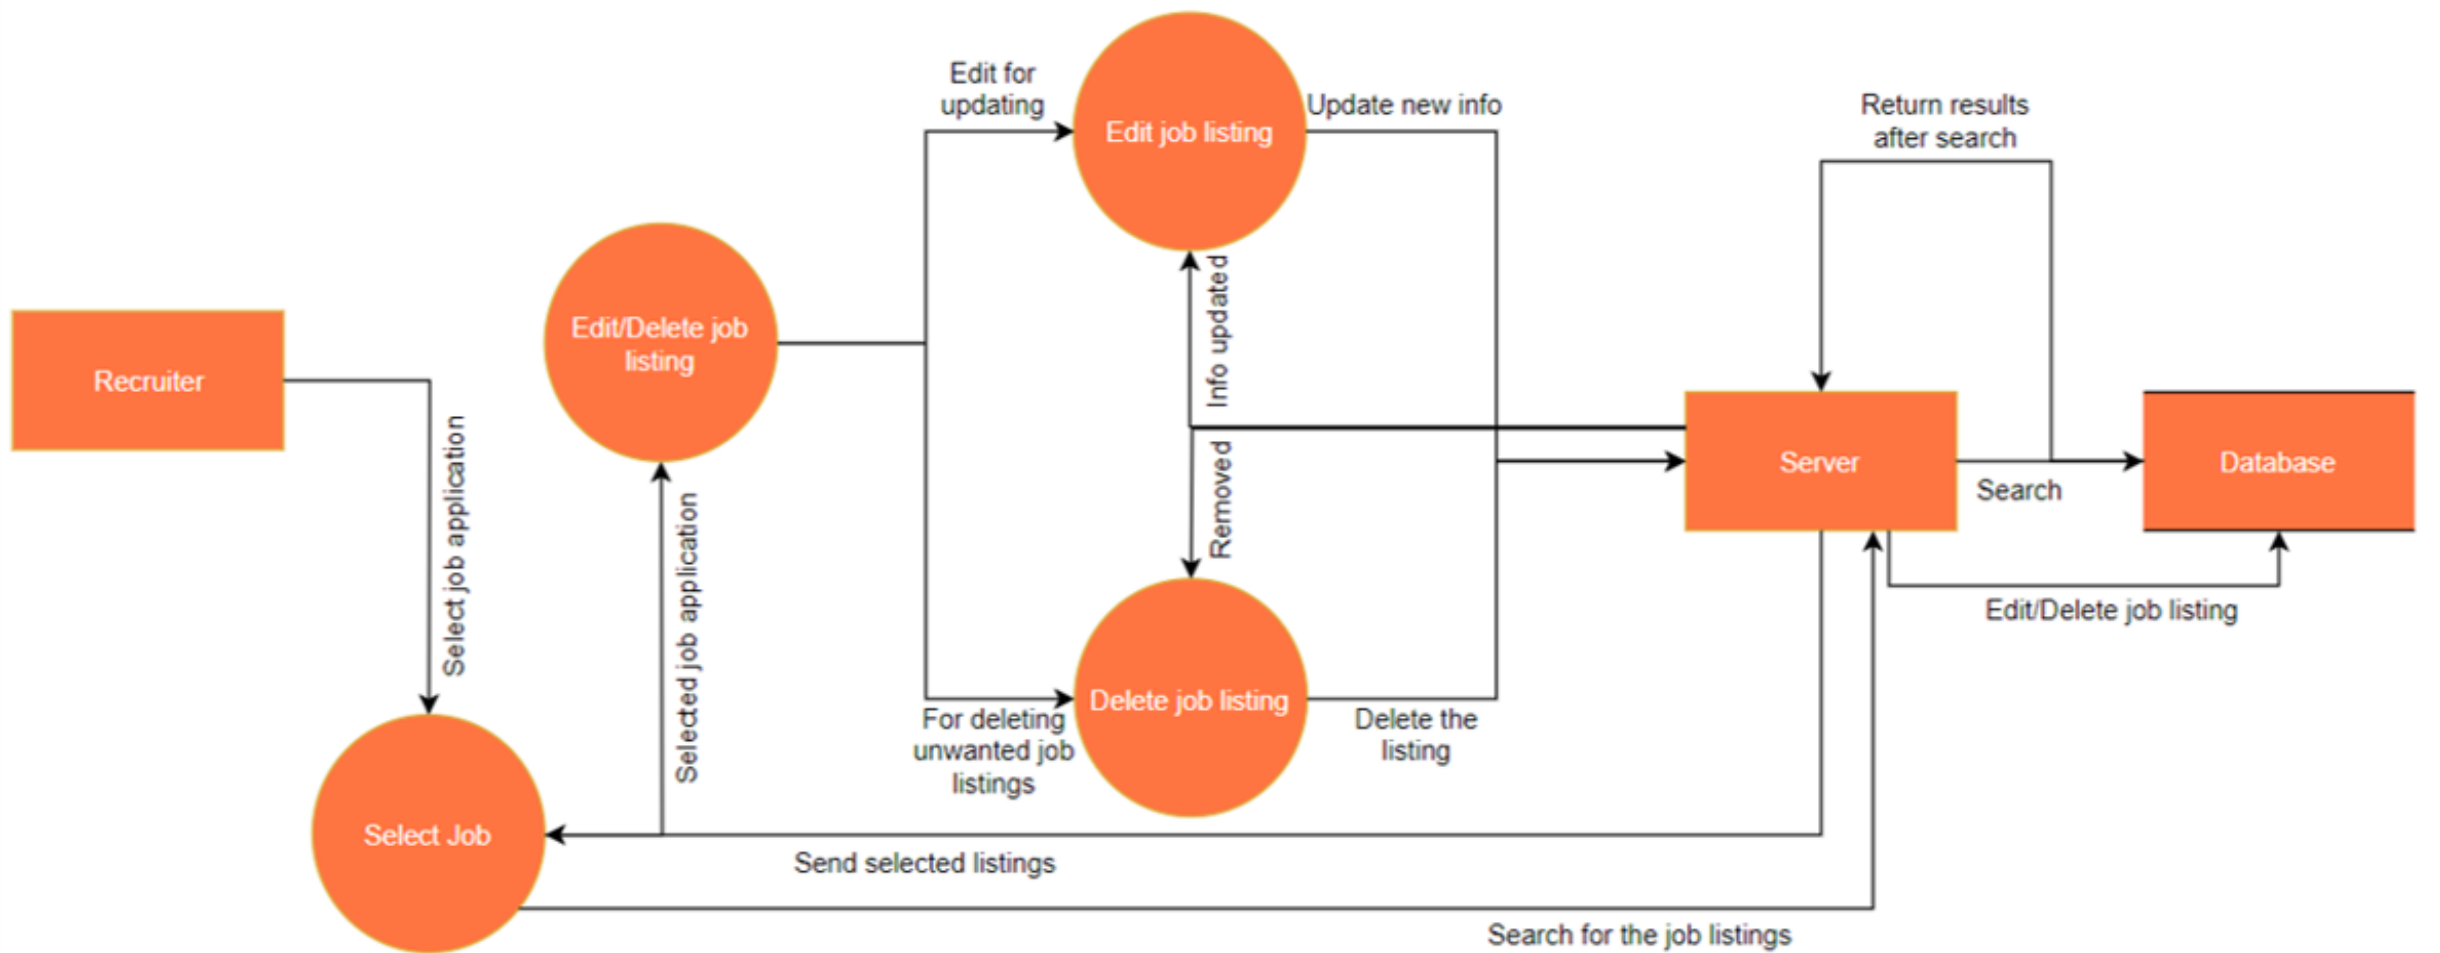 Edit for
updating
Edit job listing
Update new info
Return results
after search
Edit/Delete job
listing
Info updated
Recruiter
Select job application
Selected job application
Removed
Server
Search
Database
Edit/Delete job listing
For deleting
unwanted job
listings
Delete job listing
Delete the
listing
Select Job
Send selected listings
Search for the job listings